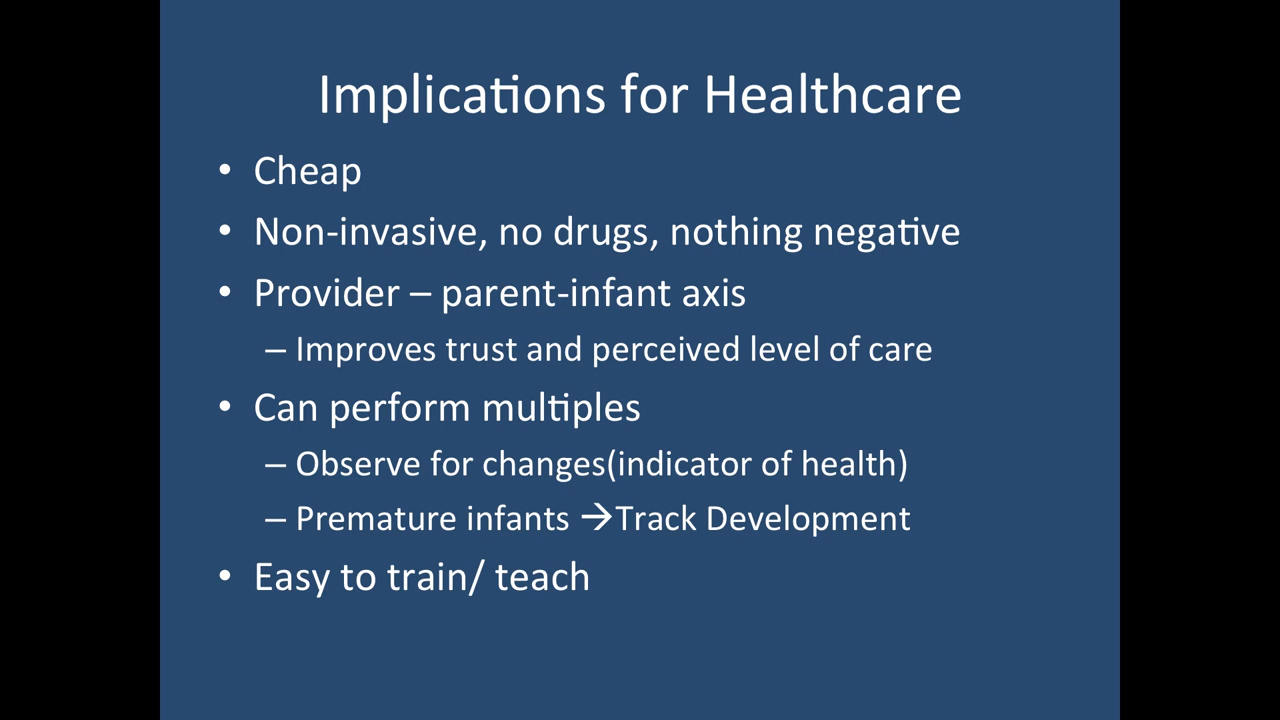 Implications for Healthcare
• Cheap
• Non-invasive, no drugs, nothing negative
• Provider – parent-infant axis
– Improves trust and perceived level of care
• Can perform multiples
– Observe for changes(indicator of health)
– Premature infants →Track Development
• Easy to train/ teach